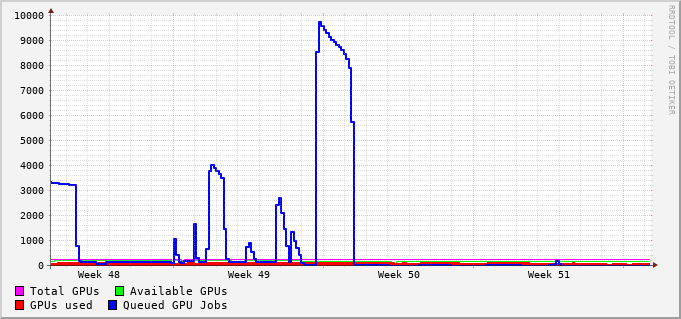 10000
9000
8000
7000
6000
5000
4000
3000
2000
1000
0
Week 48 Week 49 Week 50 Week 51
Total GPUs Available GPUs
GPUs used Queued GPU Jobs
RRDTOOL / TOBI OETIKER